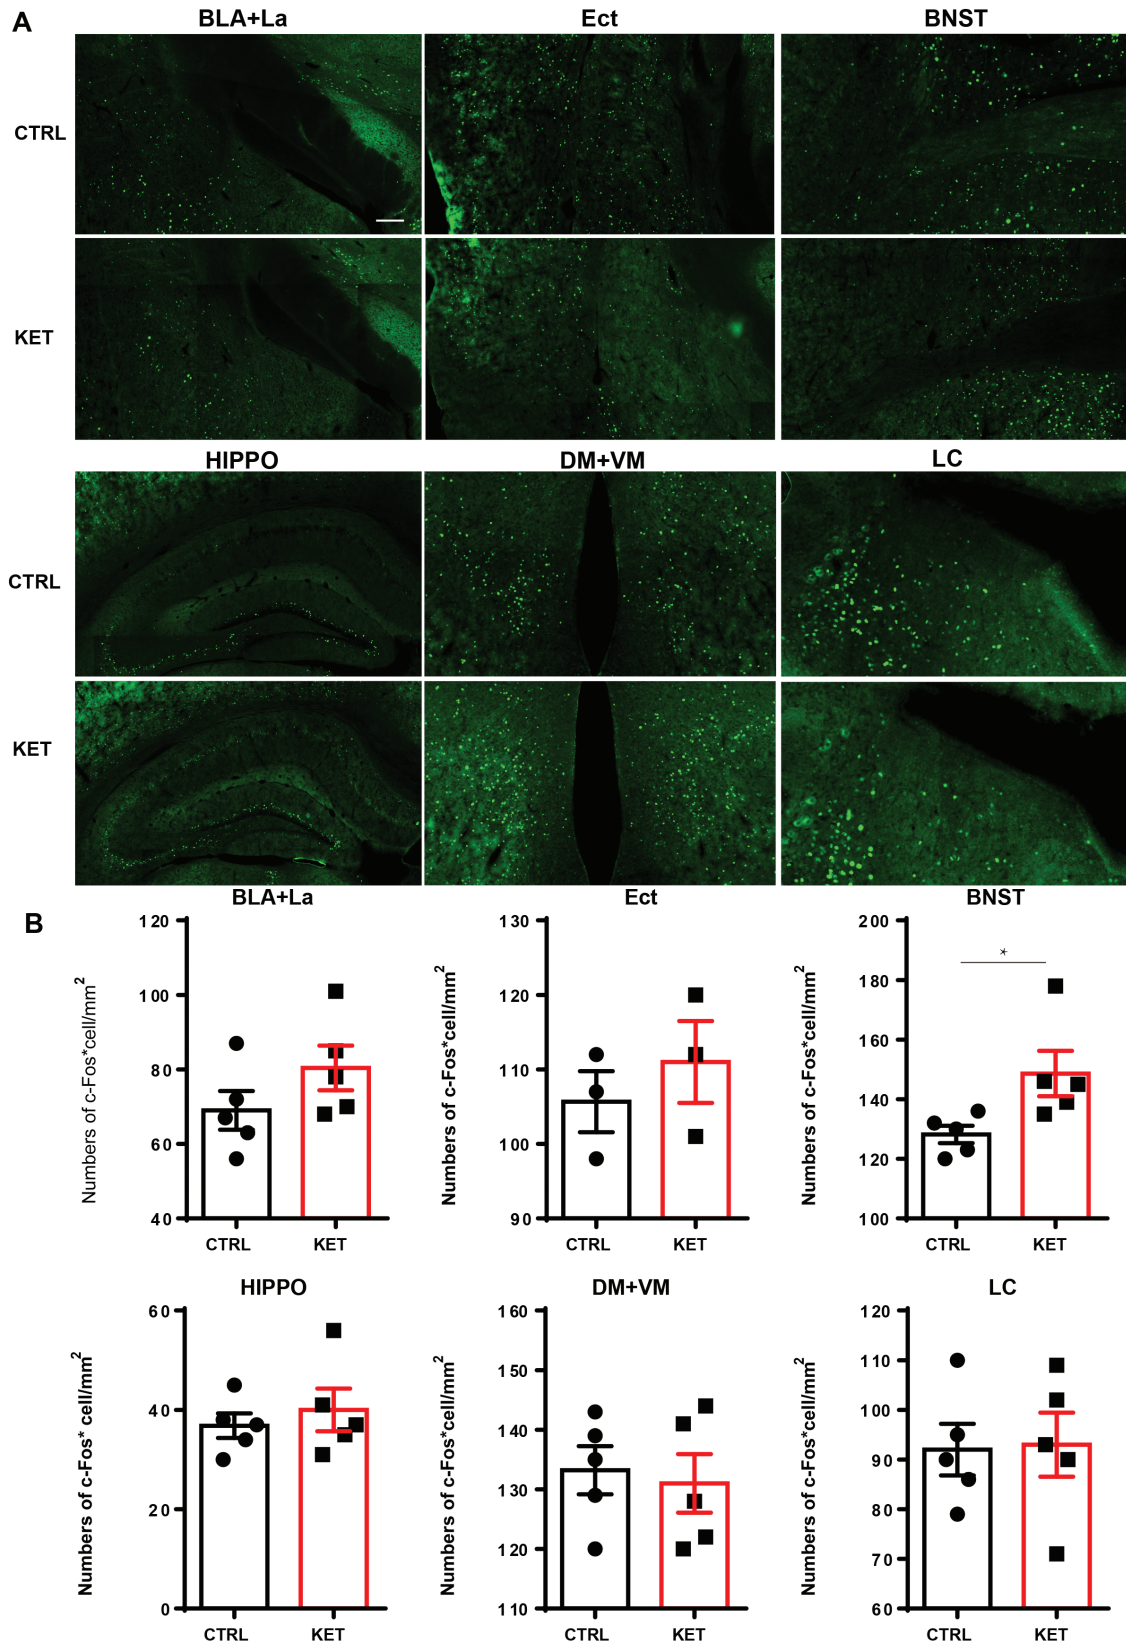 A
BLA+La
Ect
BNST
CTRL
KET
HIPPO
DM+VM
LC
CTRL
KET
B
BLA+La
Ect
BNST
Numbers of c-Fos*cell/mm2
120
100
80
60
40
CTRL
KET
Numbers of c-Fos*cell/mm2
130
120
110
100
90
CTRL
KET
Numbers of c-Fos*cell/mm2
200
180
160
140
120
100
*
CTRL
KET
HIPPO
DM+VM
LC
Numbers of c-Fos* cell/mm2
60
40
20
0
CTRL
KET
Numbers of c-Fos*cell/mm2
160
150
140
130
120
110
CTRL
KET
Numbers of c-Fos*cell/mm2
120
110
100
90
80
70
60
CTRL
KET